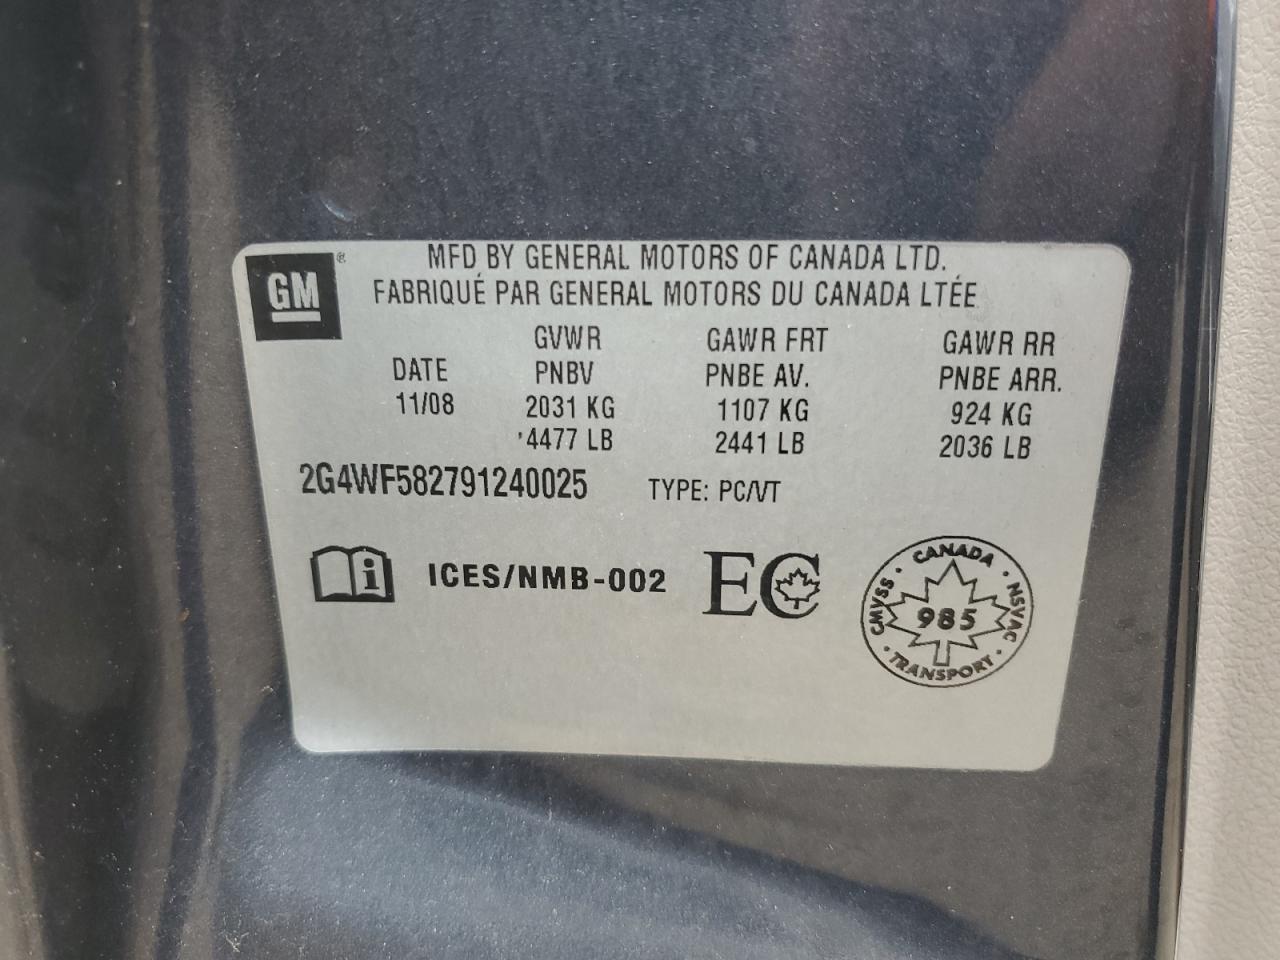 GM ®
MFD BY GENERAL MOTORS OF CANADA LTD.
FABRIQUÉ PAR GENERAL MOTORS DU CANADA LTÉE
GVWR GAWR FRT GAWR RR
DATE PNBV PNBE AV. PNBE ARR.
11/08 2031 KG 1107 KG 924 KG
4477 LB 2441 LB 2036 LB
2G4WF582791240025 TYPE: PC/VT
i ICES/NMB-002 EC
CANADA
CMVSS · 985 · NSVAC
TRANSPORT